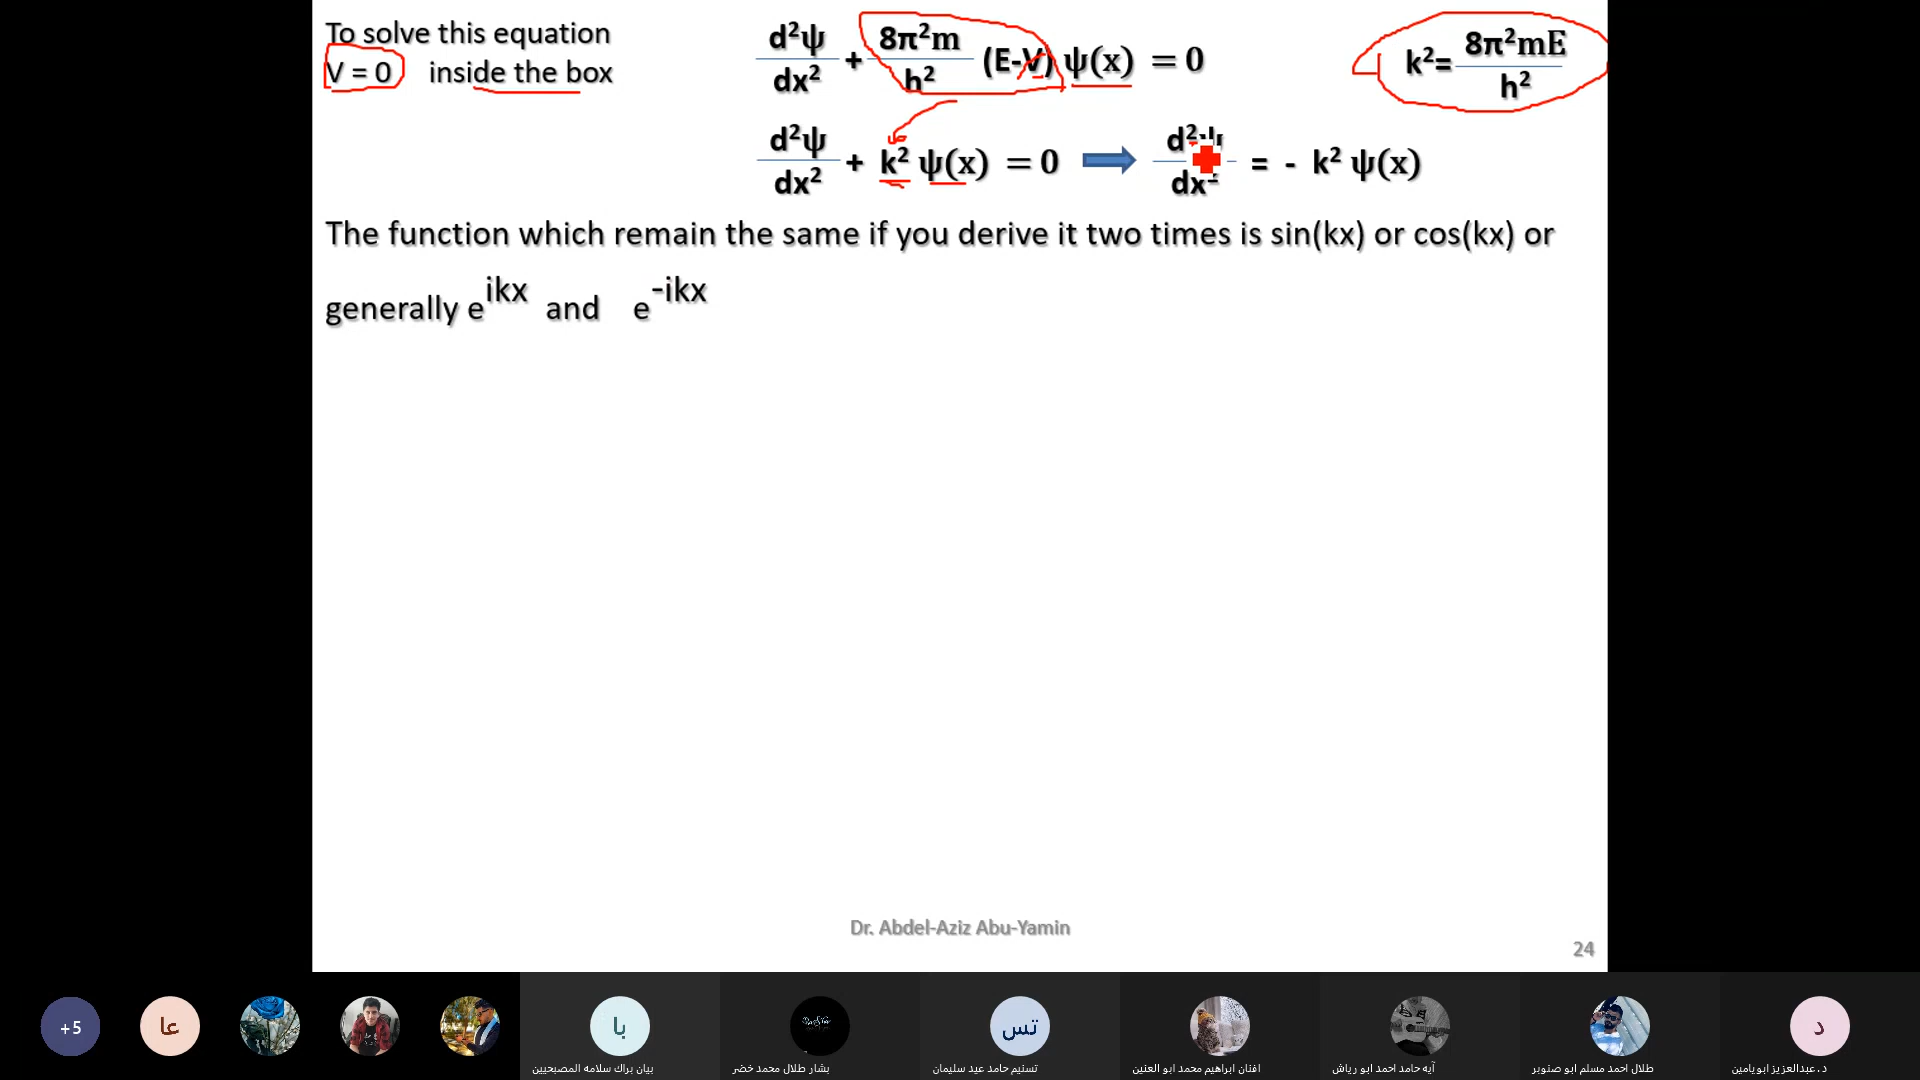 To solve this equation
V = 0 inside the box
d²ψ/dx² + 8π²m/h² (E-V) ψ(x) = 0
k²= 8π²mE/h²
d²ψ/dx² + k² ψ(x) = 0 d²ψ/dx² = - k² ψ(x)
The function which remain the same if you derive it two times is sin(kx) or cos(kx) or
generally e^ikx and e^-ikx
Dr. Abdel-Aziz Abu-Yamin
24
+5
عا
با
تس
د
بيان براك سلامه المصبحيين
بشار طلال محمد خضر
تسنيم حامد عيد سليمان
افنان ابراهيم محمد ابو العنين
آيه حامد احمد ابو رياش
طلال احمد مسلم ابو صنوبر
د.عبدالعزيز ابويامين